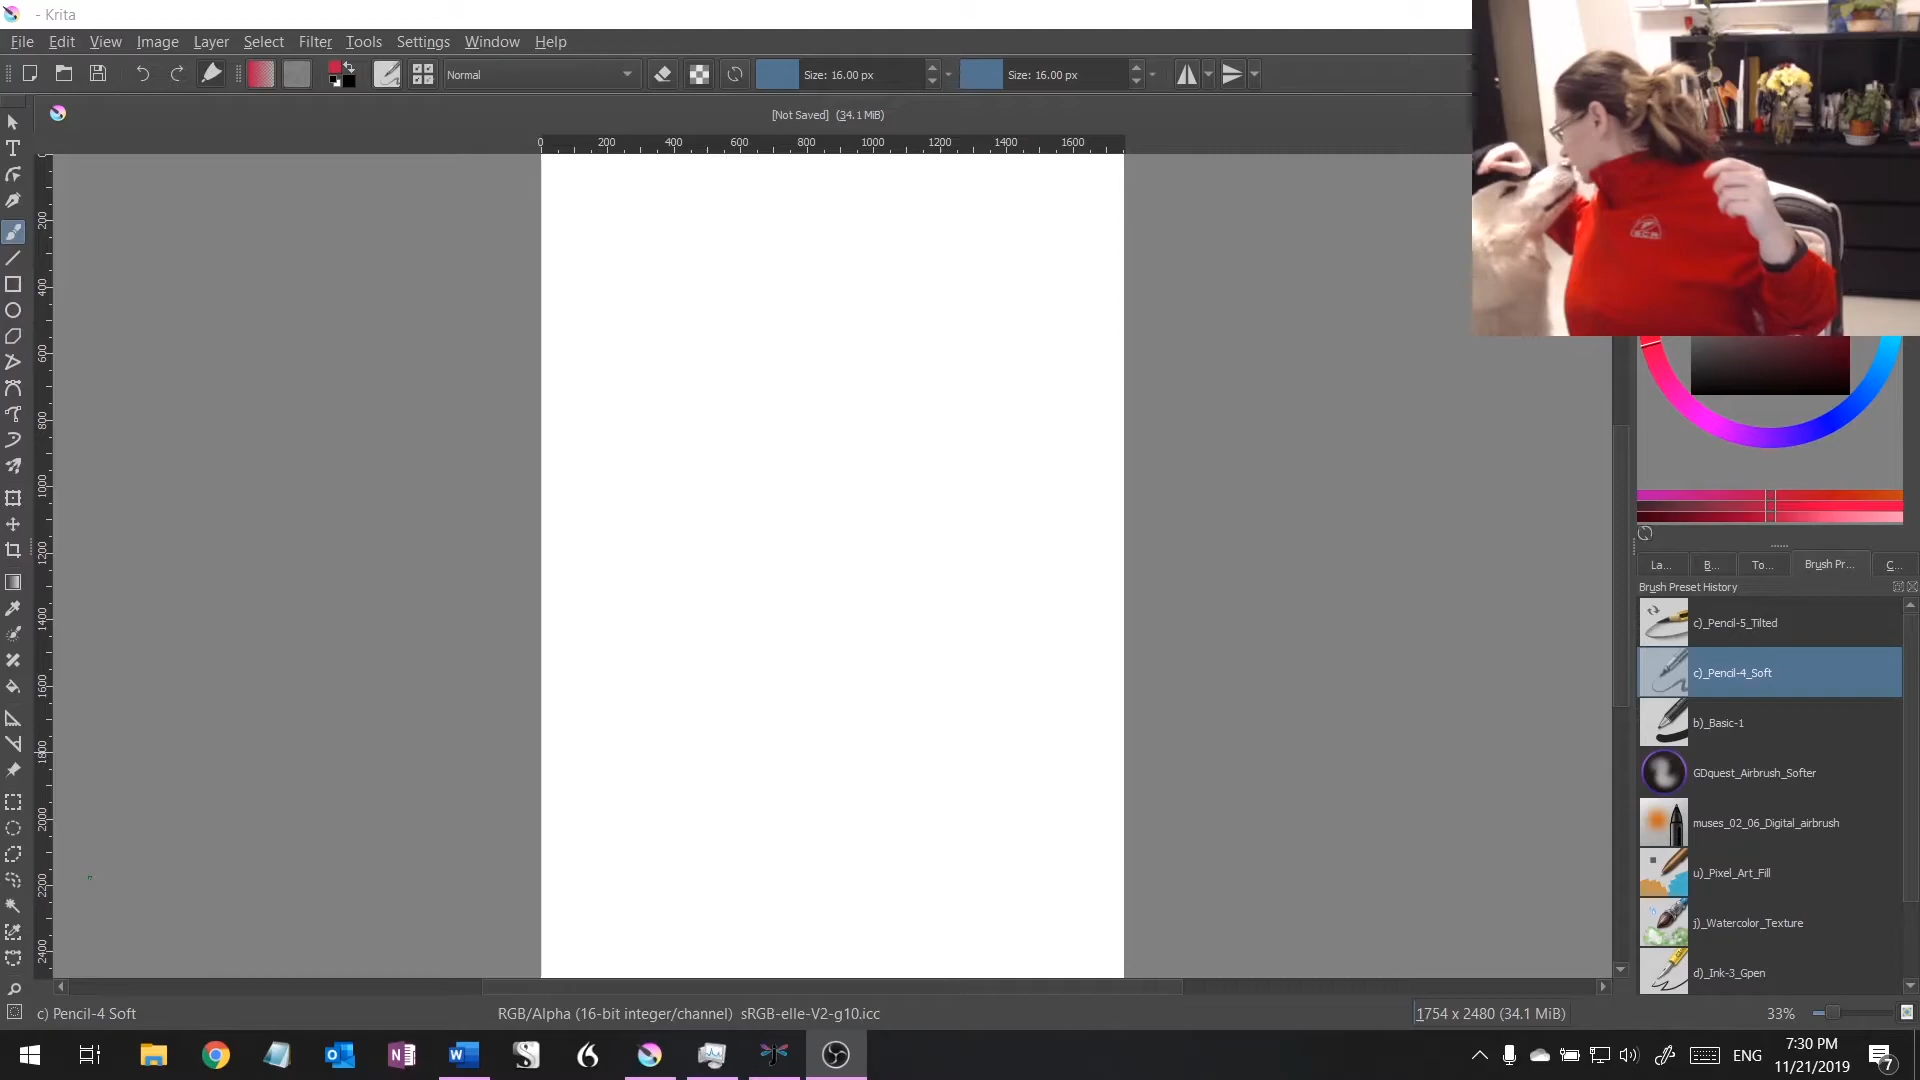 - Krita
File Edit View Image Layer Select Filter Tools Settings Window Help
Normal Size: 16.00 px Size: 16.00 px
[Not Saved] (34.1 MiB)
0 200 400 600 800 1000 1200 1400 1600
0
200
400
600
800
1000
1200
1400
1600
1800
2000
2200
2400
SCR
La... B... To... Brush Pr... C...
Brush Preset History
c)_Pencil-5_Tilted
c)_Pencil-4_Soft
b)_Basic-1
GDquest_Airbrush_Softer
muses_02_06_Digital_airbrush
u)_Pixel_Art_Fill
j)_Watercolor_Texture
d)_Ink-3_Gpen
c) Pencil-4 Soft RGB/Alpha (16-bit integer/channel) sRGB-elle-V2-g10.icc 1754 x 2480 (34.1 MiB) 33%
ENG 7:30 PM
11/21/2019 7